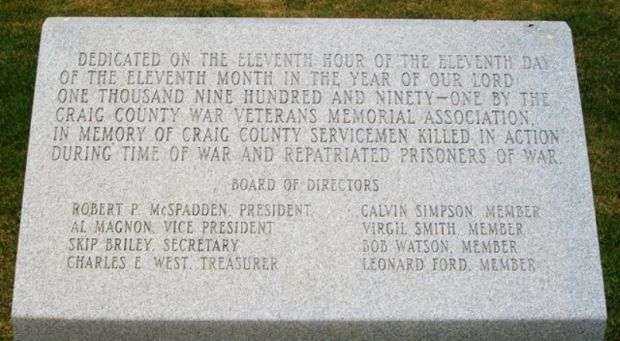 DEDICATED ON THE ELEVENTH HOUR OF THE ELEVENTH DAY
OF THE ELEVENTH MONTH IN THE YEAR OF OUR LORD
ONE THOUSAND NINE HUNDRED AND NINETY-ONE BY THE
CRAIG COUNTY WAR VETERANS MEMORIAL ASSOCIATION,
IN MEMORY OF CRAIG COUNTY SERVICEMEN KILLED IN ACTION
DURING TIME OF WAR AND REPATRIATED PRISONERS OF WAR.
BOARD OF DIRECTORS
ROBERT P. McSPADDEN, PRESIDENT
AL MAGNON, VICE PRESIDENT
SKIP BRILEY, SECRETARY
CHARLES E. WEST, TREASURER
CALVIN SIMPSON, MEMBER
VIRGIL SMITH, MEMBER
BOB WATSON, MEMBER
LEONARD FORD, MEMBER